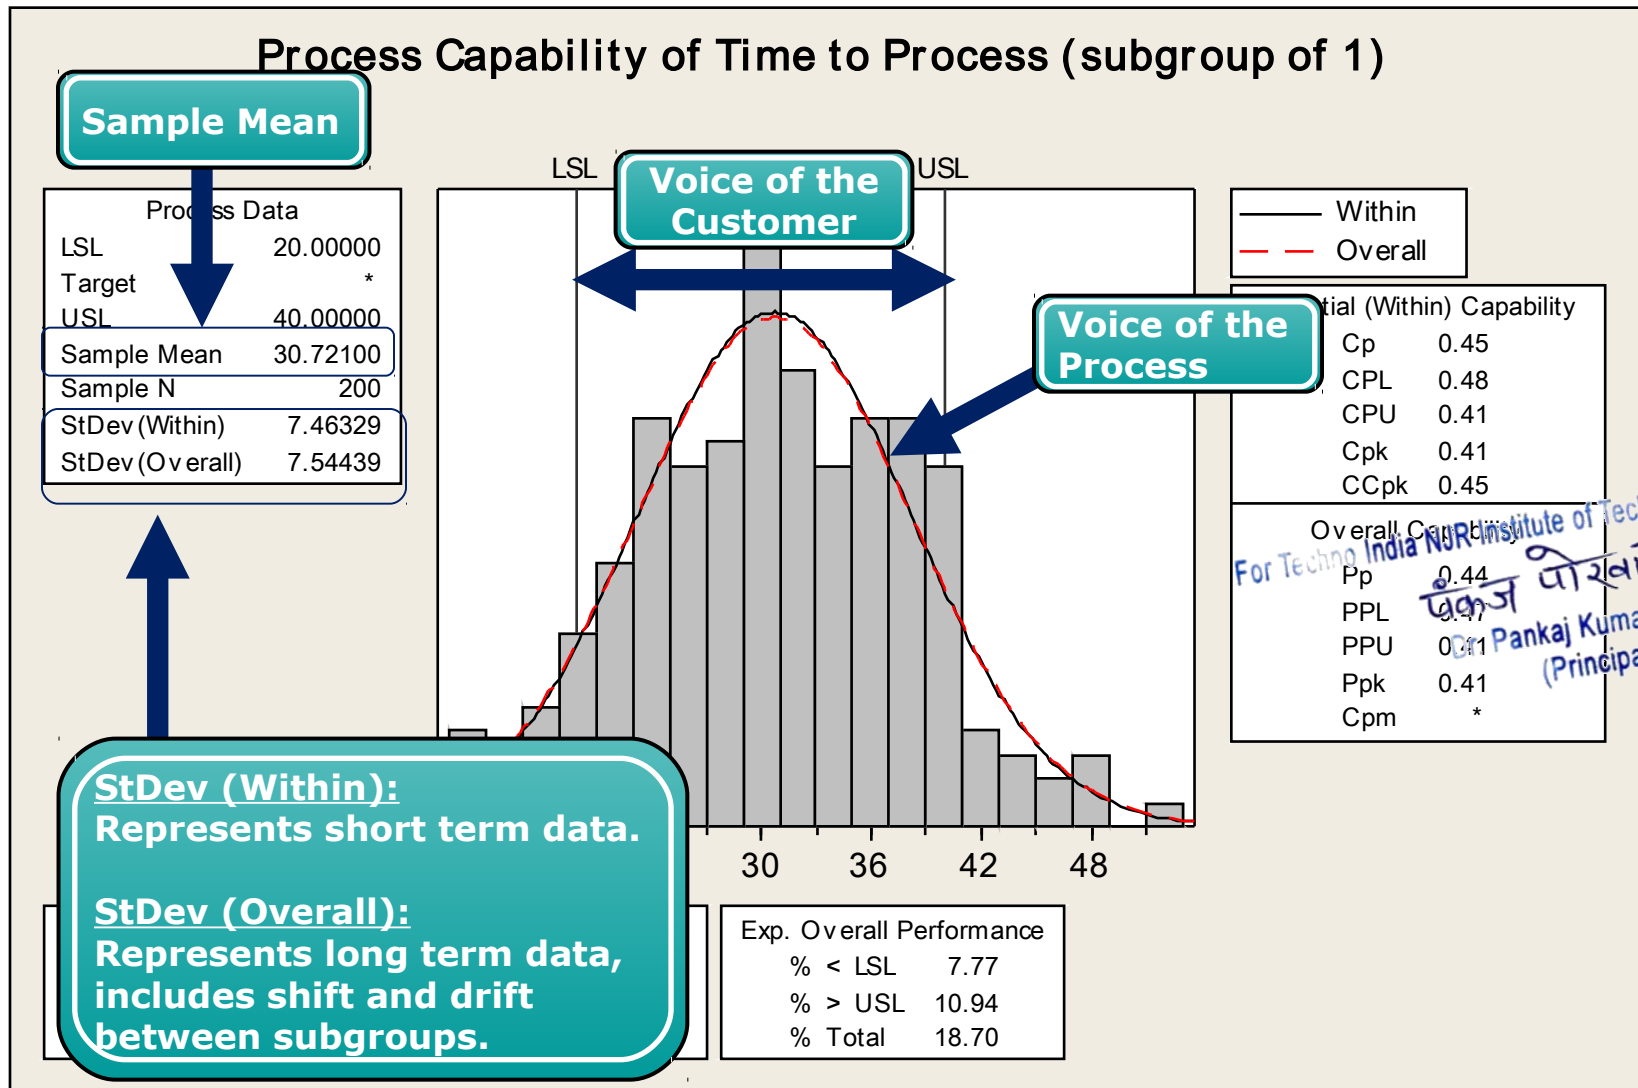 Process Capability of Time to Process (subgroup of 1)
Sample Mean
LSL
Voice of the
Customer
USL
Process Data
LSL 20.00000
Target *
USL 40.00000
Sample Mean 30.72100
Sample N 200
StDev(Within) 7.46329
StDev(Overall) 7.54439
Within
Overall
Voice of the
Process
(Within) Capability
Cp 0.45
CPL 0.48
CPU 0.41
Cpk 0.41
CCpk 0.45
Overall Capability
For Techno India NJR Institute of
Pp 0.44
पंकज
PPL 0.47
PPU 0.41
Dr. Pankaj
Ppk 0.41
Cpm *
StDev (Within):
Represents short term data.
StDev (Overall):
Represents long term data,
includes shift and drift
between subgroups.
30 36 42 48
Exp. Overall Performance
% < LSL 7.77
% > USL 10.94
% Total 18.70